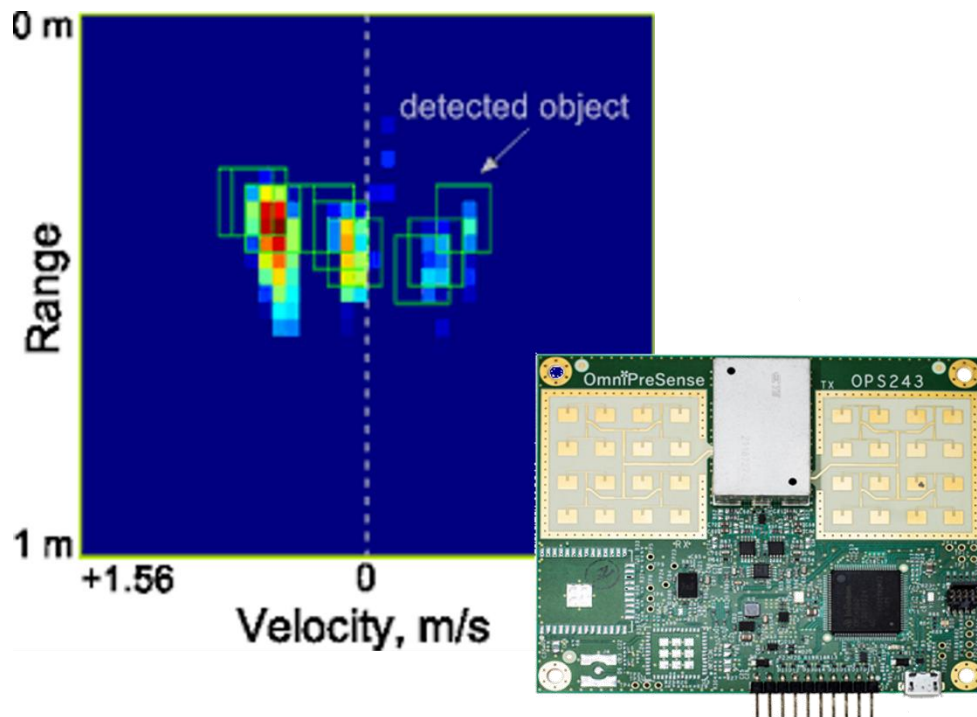 0 m
detected object
Range
1 m
+1.56
0
Velocity, m/s
OmniPreSense
TX OPS243